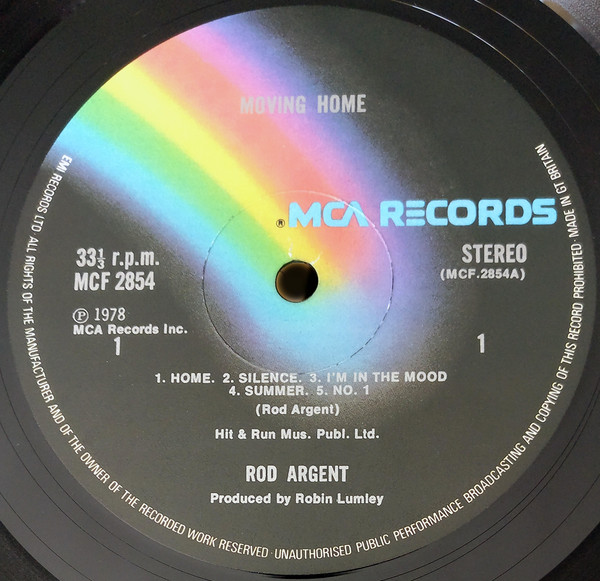 MOVING HOME
® MCA RECORDS
33⅓ r.p.m.
MCF 2854
STEREO
(MCF.2854A)
℗ 1978
MCA Records Inc.
1
1
1. HOME. 2. SILENCE. 3. I'M IN THE MOOD
4. SUMMER. 5. NO. 1
(Rod Argent)
Hit & Run Mus. Publ. Ltd.
ROD ARGENT
Produced by Robin Lumley
EMI RECORDS LTD ALL RIGHTS OF THE MANUFACTURER AND OF THE OWNER OF THE RECORDED WORK RESERVED · UNAUTHORISED PUBLIC PERFORMANCE BROADCASTING AND COPYING OF THIS RECORD PROHIBITED · MADE IN GT BRITAIN